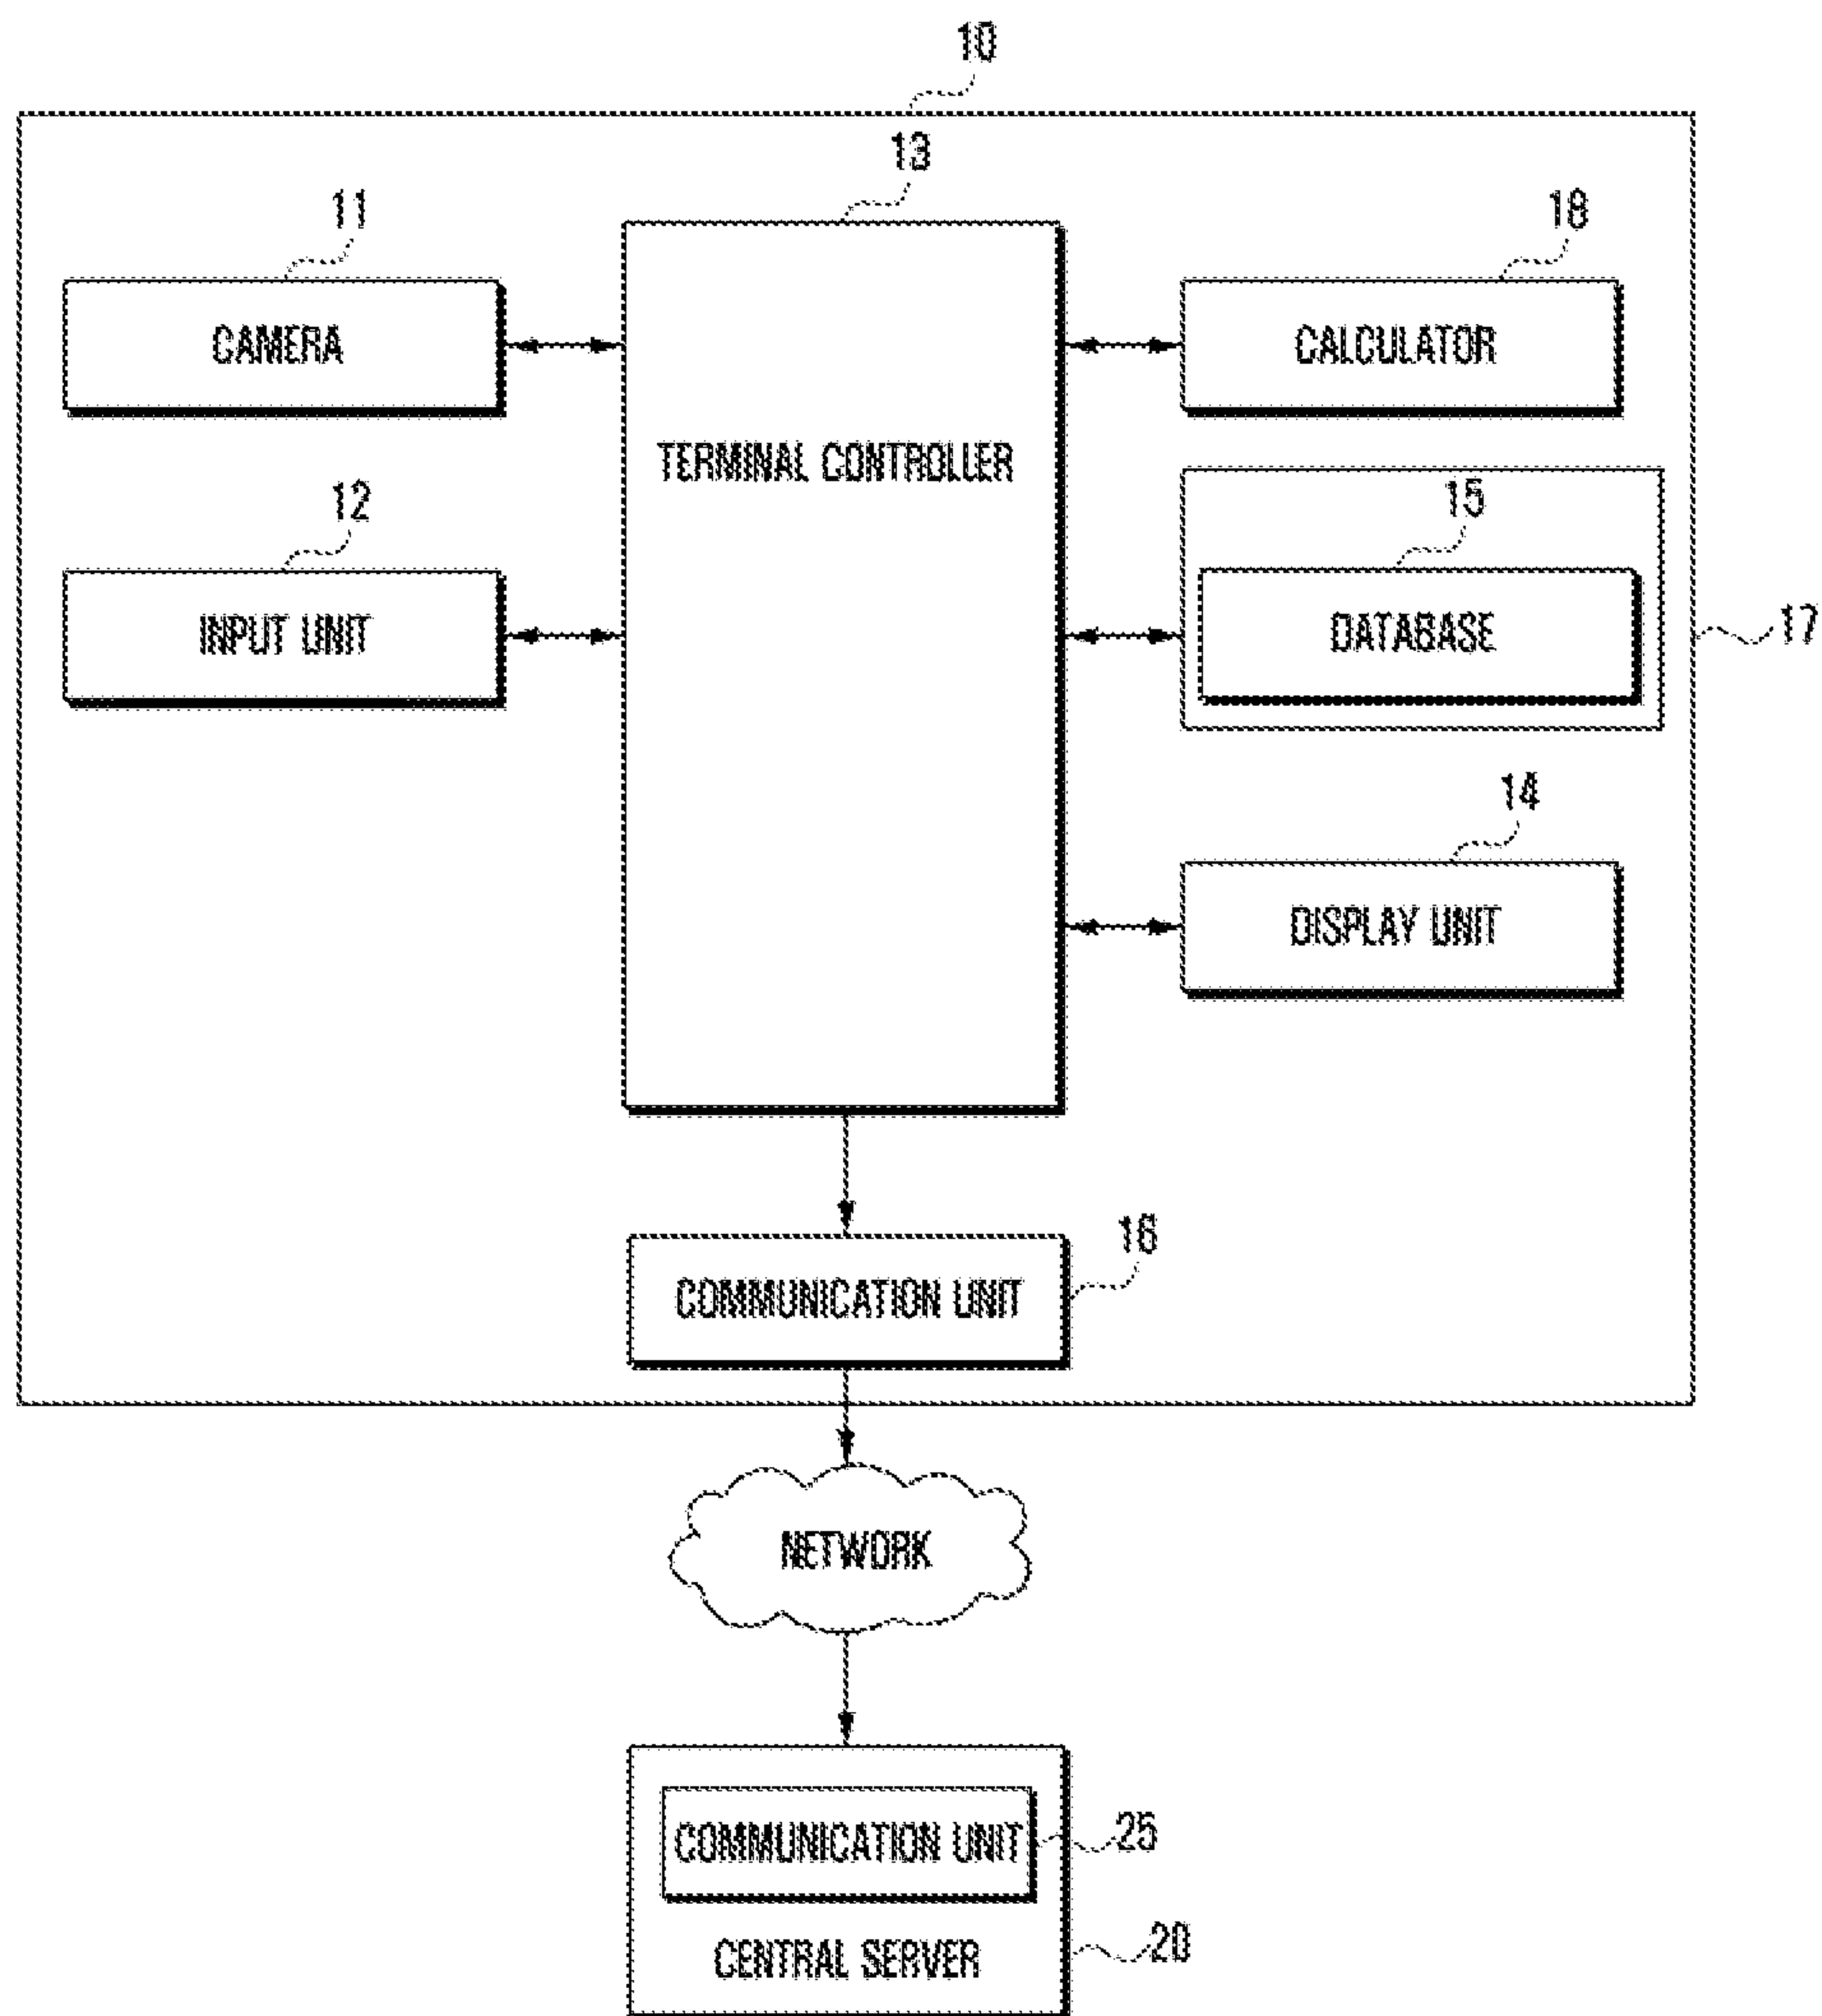 10
13
11
18
CAMERA
CALCULATOR
TERMINAL CONTROLLER
12
15
INPUT UNIT
DATABASE
17
14
DISPLAY UNIT
16
COMMUNICATION UNIT
NETWORK
COMMUNICATION UNIT
25
CENTRAL SERVER
20